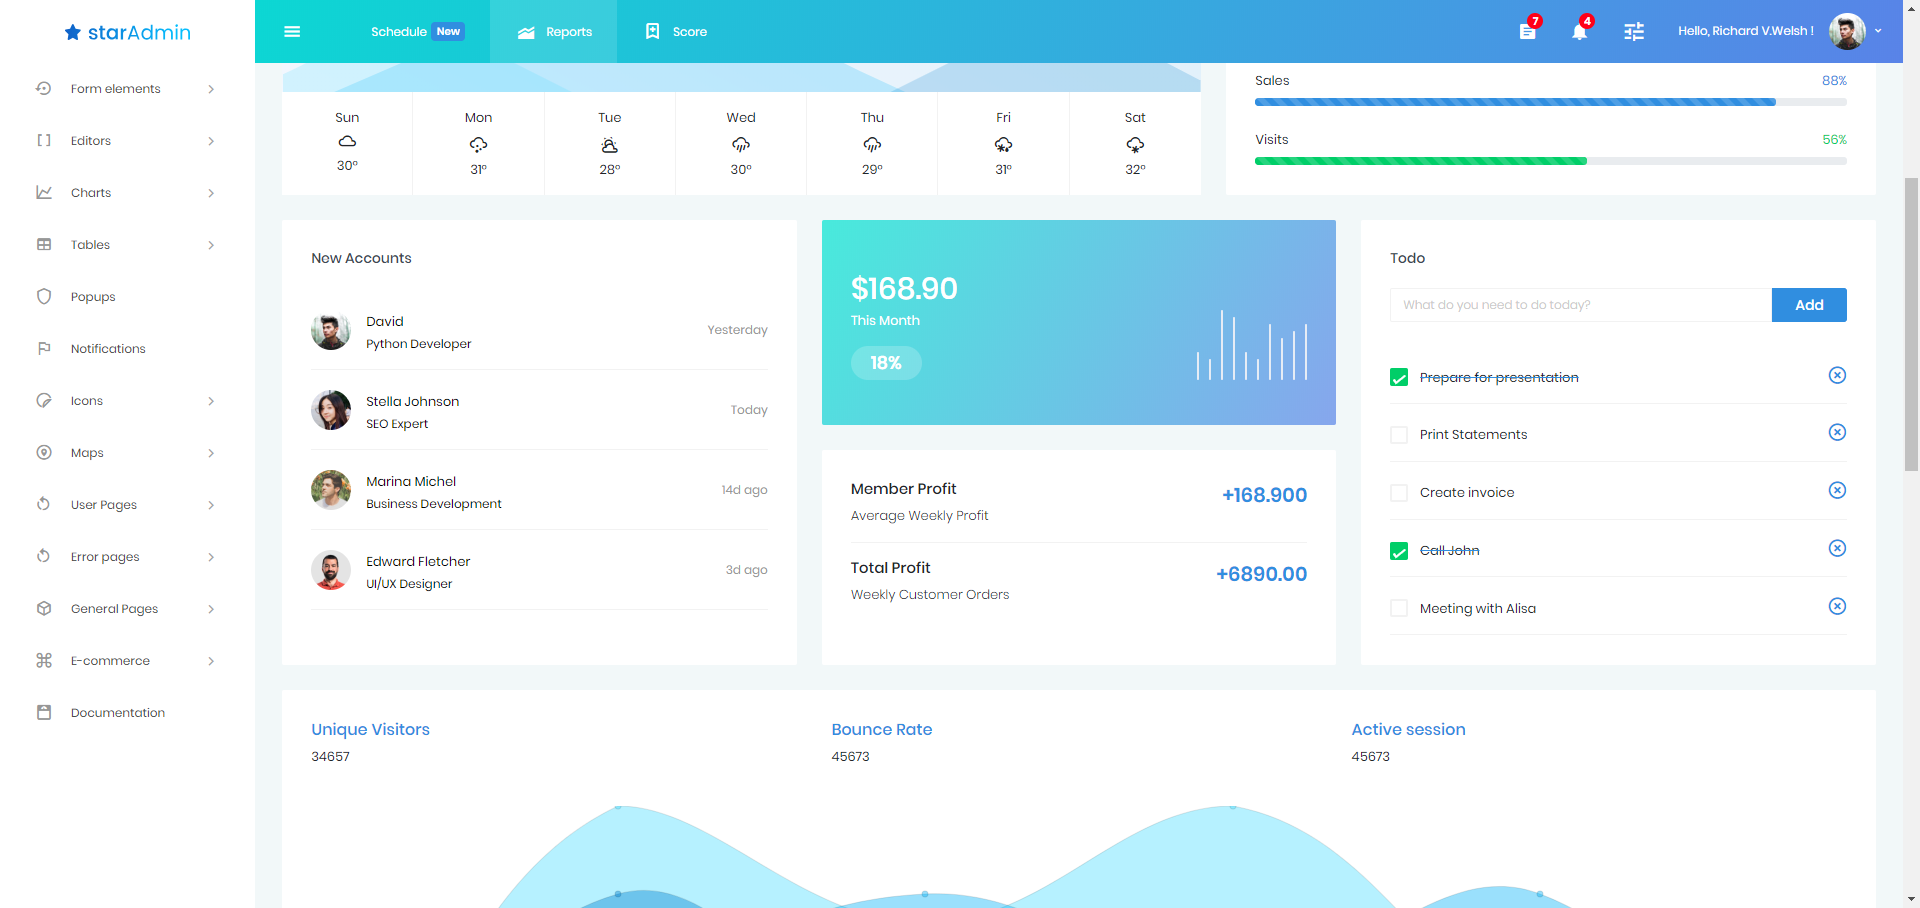 starAdmin
Schedule New
Reports
Score
7
4
Hello, Richard V.Welsh !
Form elements
Editors
Charts
Tables
Popups
Notifications
Icons
Maps
User Pages
Error pages
General Pages
E-commerce
Documentation
Sun
30°
Mon
31°
Tue
28°
Wed
30°
Thu
29°
Fri
31°
Sat
32°
Sales 88%
Visits 56%
New Accounts
David
Python Developer
Yesterday
Stella Johnson
SEO Expert
Today
Marina Michel
Business Development
14d ago
Edward Fletcher
UI/UX Designer
3d ago
$168.90
This Month
18%
Member Profit
Average Weekly Profit
+168.900
Total Profit
Weekly Customer Orders
+6890.00
Todo
What do you need to do today?
Add
Prepare for presentation
Print Statements
Create invoice
Call John
Meeting with Alisa
Unique Visitors
34657
Bounce Rate
45673
Active session
45673